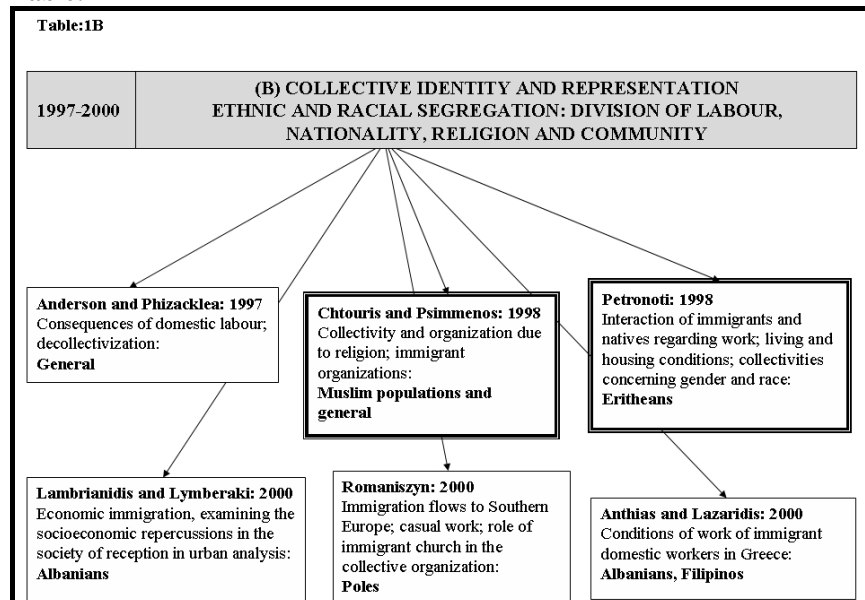 Table:1B
1997-2000
(B) COLLECTIVE IDENTITY AND REPRESENTATION
ETHNIC AND RACIAL SEGREGATION: DIVISION OF LABOUR,
NATIONALITY, RELIGION AND COMMUNITY
Anderson and Phizacklea: 1997
Consequences of domestic labour;
decollectivization:
General
Chtouris and Psimmenos: 1998
Collectivity and organization due
to religion; immigrant
organizations:
Muslim populations and
general
Petronoti: 1998
Interaction of immigrants and
natives regarding work; living and
housing conditions; collectivities
concerning gender and race:
Eritheans
Lambrianidis and Lymberaki: 2000
Economic immigration, examining the
socioeconomic repercussions in the
society of reception in urban analysis:
Albanians
Romaniszyn: 2000
Immigration flows to Southern
Europe; casual work; role of
immigrant church in the
collective organization:
Poles
Anthias and Lazaridis: 2000
Conditions of work of immigrant
domestic workers in Greece:
Albanians, Filipinos